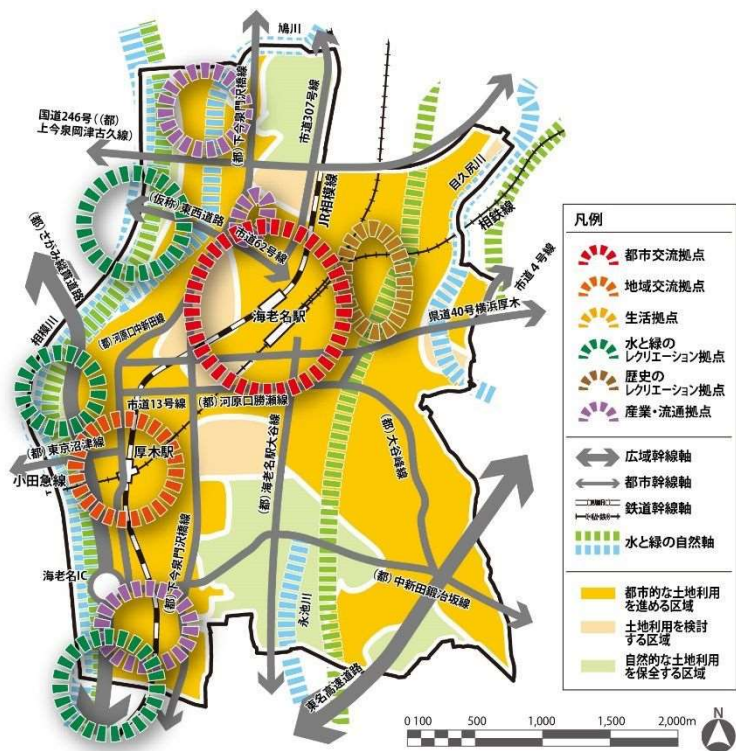 鳩川
国道246号((都)
上今泉岡津古久線)
(都)下今泉門沢橋線
市道307号線
JR相模線
目久尻川
相鉄線
市道4号線
(仮称)東西道路
市道62号線
(都)さがみ縦貫道路
相模川
(都)河原口中新田線
海老名駅
県道40号横浜厚木
市道13号線
(都)河原口勝瀬線
(都)東京沼津線
厚木駅
小田急線
(都)海老名駅大谷線
(都)大谷峰線
海老名IC
(都)下今泉門沢橋線
永池川
(都)中新田鍛冶坂線
東名高速道路
凡例
都市交流拠点
地域交流拠点
生活拠点
水と緑の
レクリエーション拠点
歴史の
レクリエーション拠点
産業・流通拠点
広域幹線軸
都市幹線軸
鉄道幹線軸
水と緑の自然軸
都市的な土地利用
を進める区域
土地利用を検討
する区域
自然的な土地利用
を保全する区域
0 100 500 1,000 1,500 2,000m
N